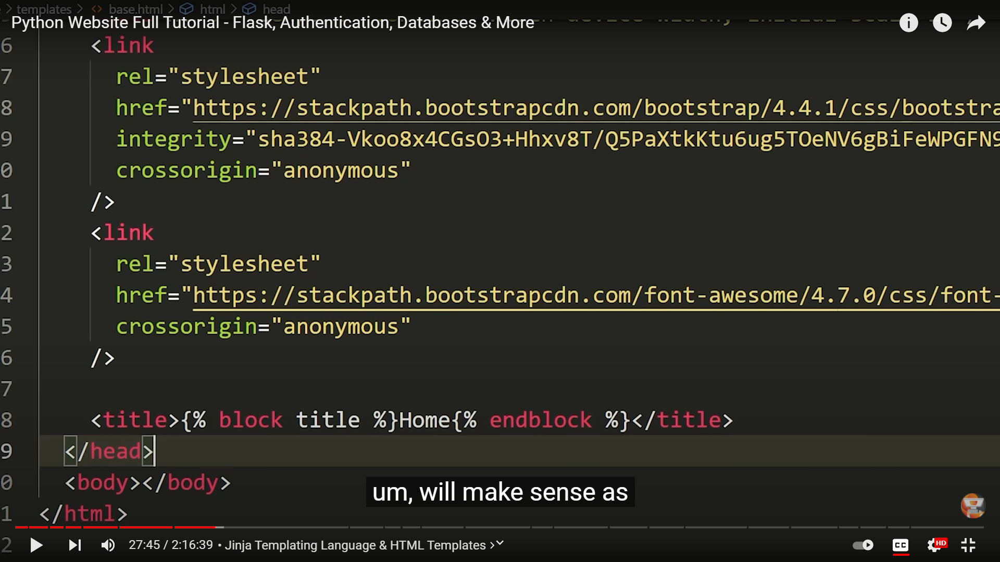 templates > base.html > html > head
Python Website Full Tutorial - Flask, Authentication, Databases & More
6 <link
7 rel="stylesheet"
8 href="https://stackpath.bootstrapcdn.com/bootstrap/4.4.1/css/bootstra
9 integrity="sha384-Vkoo8x4CGsO3+Hhxv8T/Q5PaXtkKtu6ug5TOeNV6gBiFeWPGFN9
0 crossorigin="anonymous"
1 />
2 <link
3 rel="stylesheet"
4 href="https://stackpath.bootstrapcdn.com/font-awesome/4.7.0/css/font-
5 crossorigin="anonymous"
6 />
7
8 <title>{% block title %}Home{% endblock %}</title>
9 </head>
0 <body></body>
um, will make sense as
1 </html>
2
27:45 / 2:16:39 • Jinja Templating Language & HTML Templates >
CC
HD